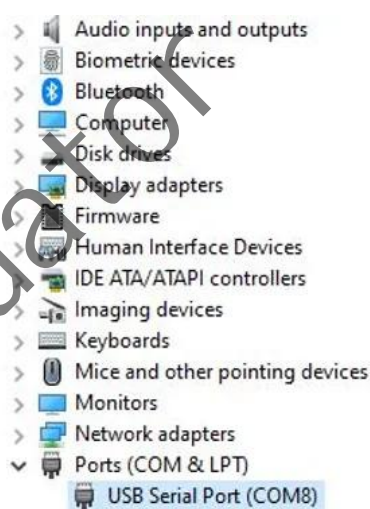 Audio inputs and outputs
Biometric devices
Bluetooth
Computer
Disk drives
Display adapters
Firmware
Human Interface Devices
IDE ATA/ATAPI controllers
Imaging devices
Keyboards
Mice and other pointing devices
Monitors
Network adapters
Ports (COM & LPT)
USB Serial Port (COM8)